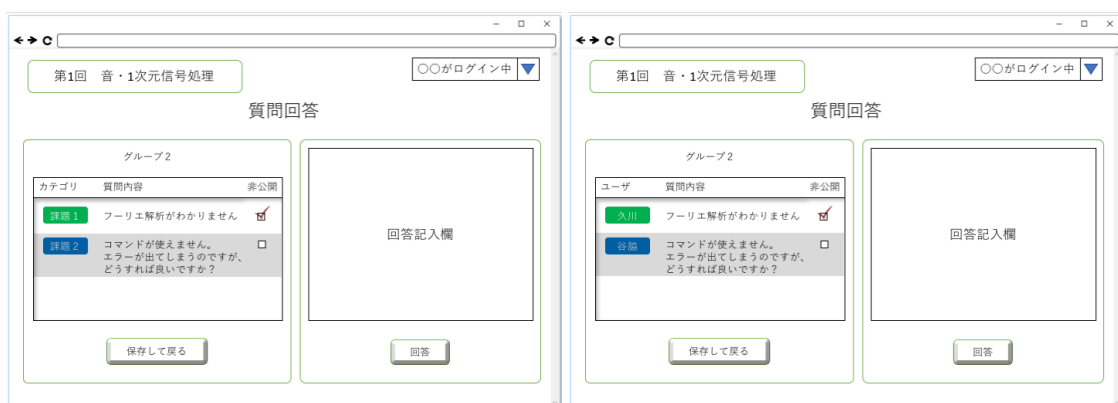 第1回 音・1次元信号処理
〇〇がログイン中
質問回答
グループ2
カテゴリ 質問内容 非公開
課題1 フーリエ解析がわかりません
課題2 コマンドが使えません。
エラーが出てしまうのですが、
どうすれば良いですか？
保存して戻る
回答記入欄
回答
第1回 音・1次元信号処理
〇〇がログイン中
質問回答
グループ2
ユーザ 質問内容 非公開
久川 フーリエ解析がわかりません
谷脇 コマンドが使えません。
エラーが出てしまうのですが、
どうすれば良いですか？
保存して戻る
回答記入欄
回答